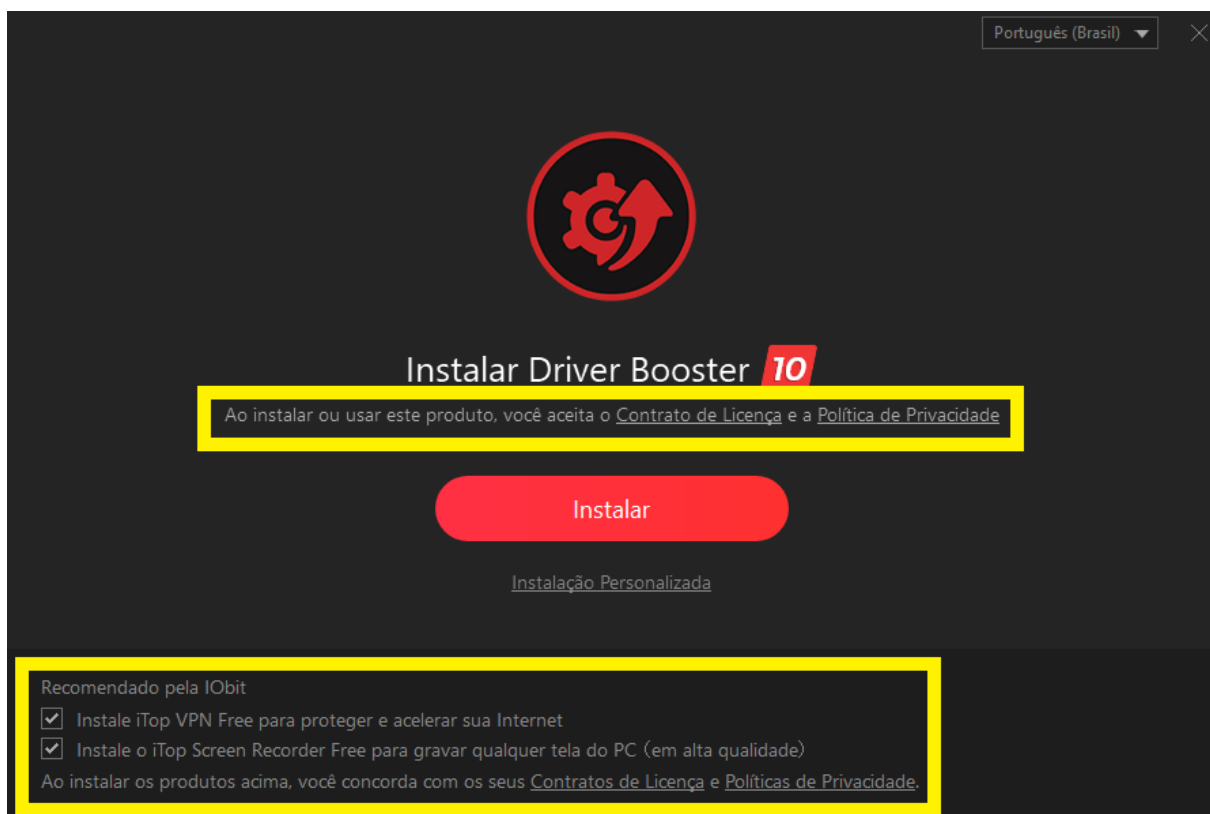 Português (Brasil)
Instalar Driver Booster 10
Ao instalar ou usar este produto, você aceita o Contrato de Licença e a Política de Privacidade
Instalar
Instalação Personalizada
Recomendado pela IObit
Instale iTop VPN Free para proteger e acelerar sua Internet
Instale o iTop Screen Recorder Free para gravar qualquer tela do PC (em alta qualidade)
Ao instalar os produtos acima, você concorda com os seus Contratos de Licença e Políticas de Privacidade.